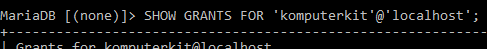 MariaDB [(none)]> SHOW GRANTS FOR 'komputerkit'@'localhost';
+------------------------------------------------------------
| Grants for komputerkit@localhost